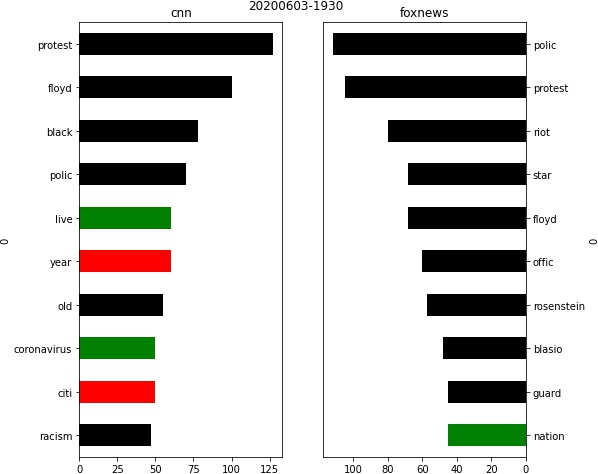 20200603-1930
cnn
foxnews
protest
floyd
black
polic
live
year
old
coronavirus
citi
racism
0
0 25 50 75 100 125
polic
protest
riot
star
floyd
offic
rosenstein
blasio
guard
nation
0
100 80 60 40 20 0